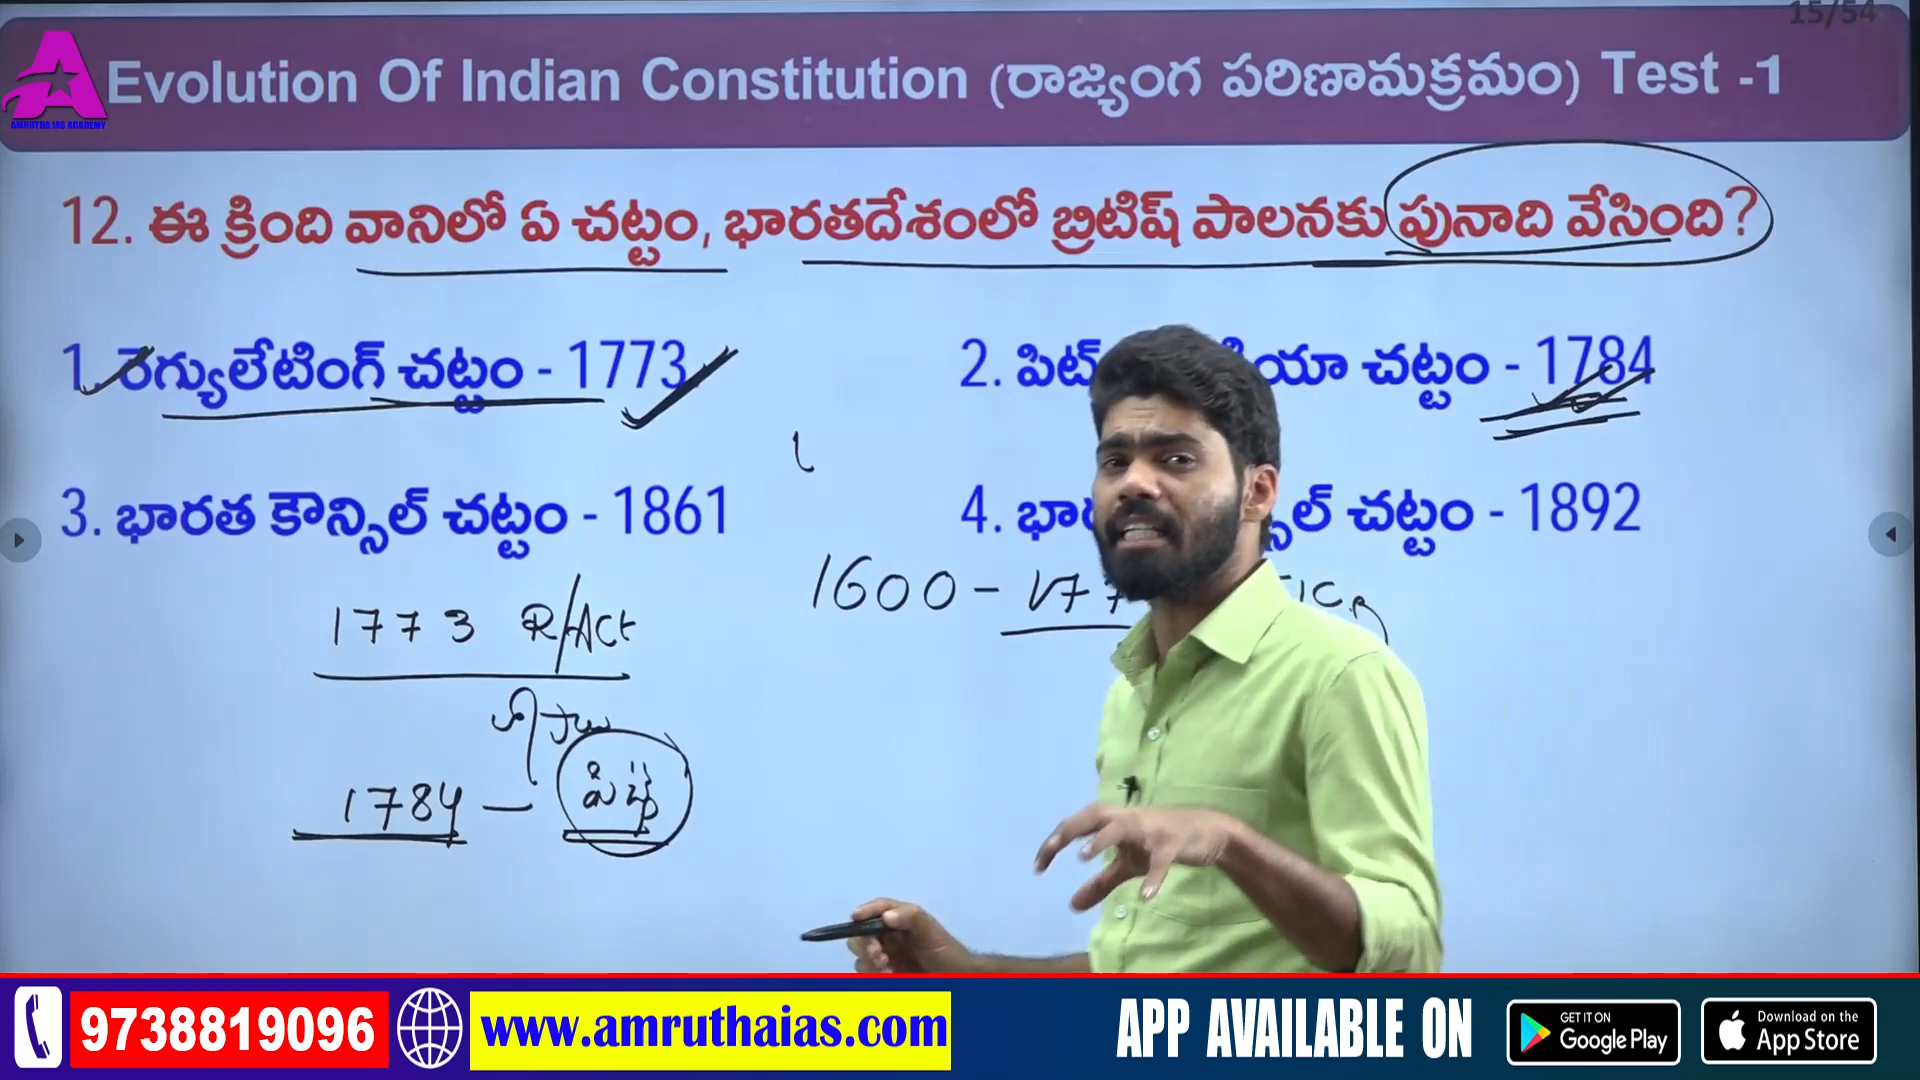 15/54
Evolution Of Indian Constitution (రాజ్యంగ పరిణామక్రమం) Test -1
AMRUTHA IAS ACADEMY
12. ఈ క్రింది వానిలో ఏ చట్టం, భారతదేశంలో బ్రిటిష్ పాలనకు పునాది వేసింది?
1. రెగ్యులేటింగ్ చట్టం - 1773
2. పిట్ యా చట్టం - 1784
3. భారత కౌన్సిల్ చట్టం - 1861
4. చట్టం - 1892
1600 - 177
1773 R/Act
1784 -
9738819096
www.amruthaias.com
APP AVAILABLE ON
GET IT ON
Google Play
Download on the
App Store